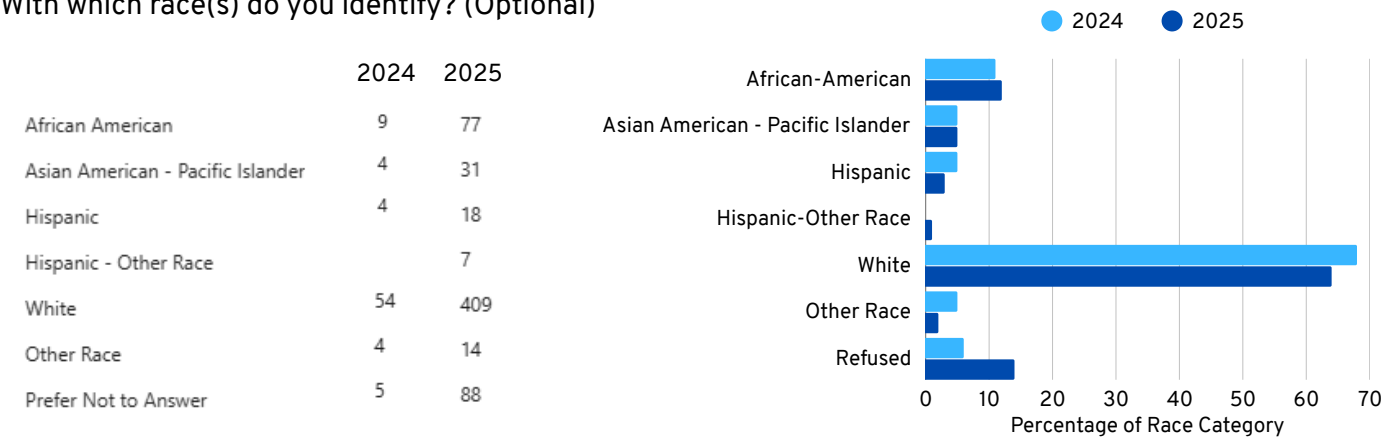 With which race(s) do you identify? (Optional)
2024 2025
2024 2025
African American 9 77
Asian American - Pacific Islander 4 31
Hispanic 4 18
Hispanic - Other Race 7
White 54 409
Other Race 4 14
Prefer Not to Answer 5 88
African-American
Asian American - Pacific Islander
Hispanic
Hispanic-Other Race
White
Other Race
Refused
0 10 20 30 40 50 60 70
Percentage of Race Category